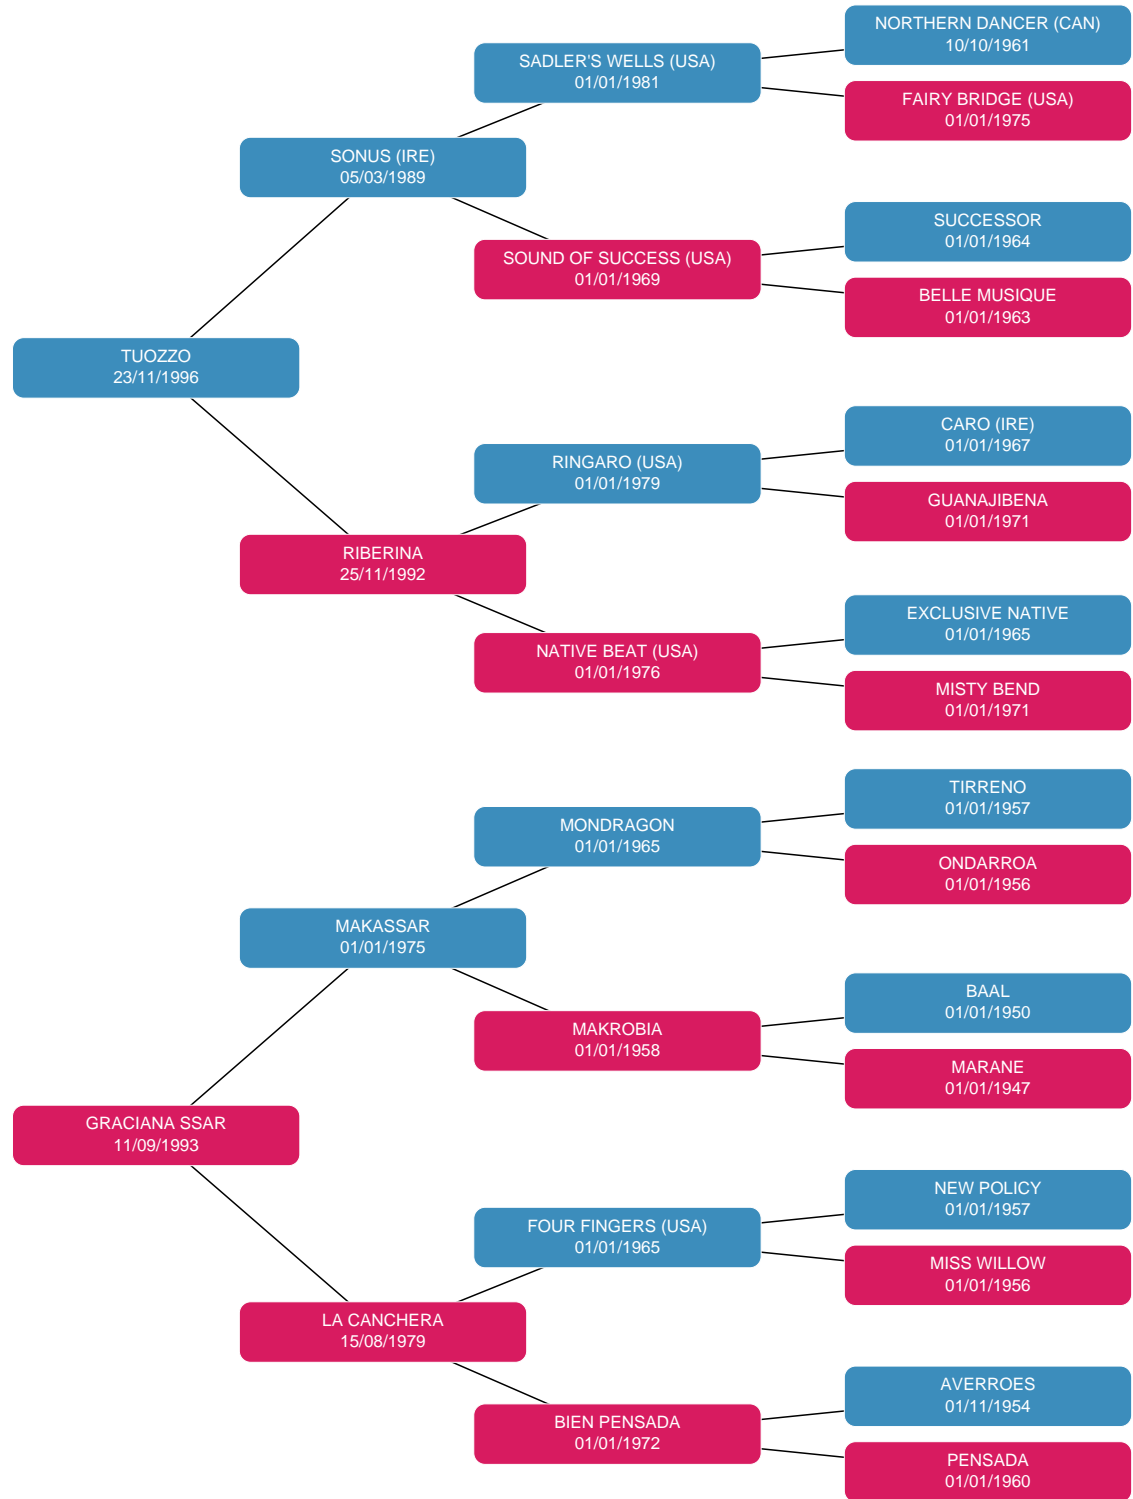 NORTHERN DANCER (CAN)
10/10/1961
SADLER'S WELLS (USA)
01/01/1981
FAIRY BRIDGE (USA)
01/01/1975
SONUS (IRE)
05/03/1989
SUCCESSOR
01/01/1964
SOUND OF SUCCESS (USA)
01/01/1969
BELLE MUSIQUE
01/01/1963
TUOZZO
23/11/1996
CARO (IRE)
01/01/1967
RINGARO (USA)
01/01/1979
GUANAJIBENA
01/01/1971
RIBERINA
25/11/1992
EXCLUSIVE NATIVE
01/01/1965
NATIVE BEAT (USA)
01/01/1976
MISTY BEND
01/01/1971
TIRRENO
01/01/1957
MONDRAGON
01/01/1965
ONDARROA
01/01/1956
MAKASSAR
01/01/1975
BAAL
01/01/1950
MAKROBIA
01/01/1958
MARANE
01/01/1947
GRACIANA SSAR
11/09/1993
NEW POLICY
01/01/1957
FOUR FINGERS (USA)
01/01/1965
MISS WILLOW
01/01/1956
LA CANCHERA
15/08/1979
AVERROES
01/11/1954
BIEN PENSADA
01/01/1972
PENSADA
01/01/1960